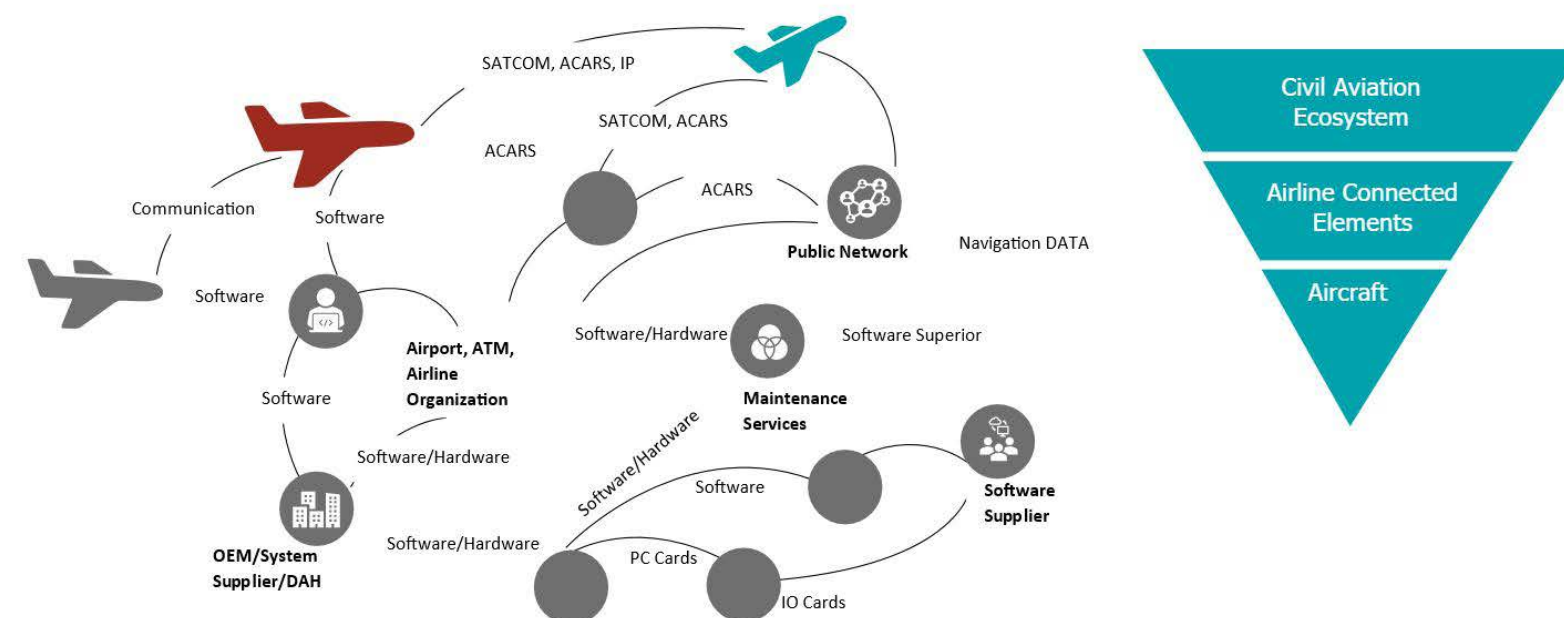 SATCOM, ACARS, IP
SATCOM, ACARS
ACARS
ACARS
Communication
Software
Public Network
Navigation DATA
Software
Software/Hardware
Software Superior
Airport, ATM,
Airline
Organization
Maintenance
Services
Software
Software/Hardware
Software/Hardware
Software
Software
Supplier
Software/Hardware
OEM/System
Supplier/DAH
PC Cards
IO Cards
Civil Aviation
Ecosystem
Airline Connected
Elements
Aircraft